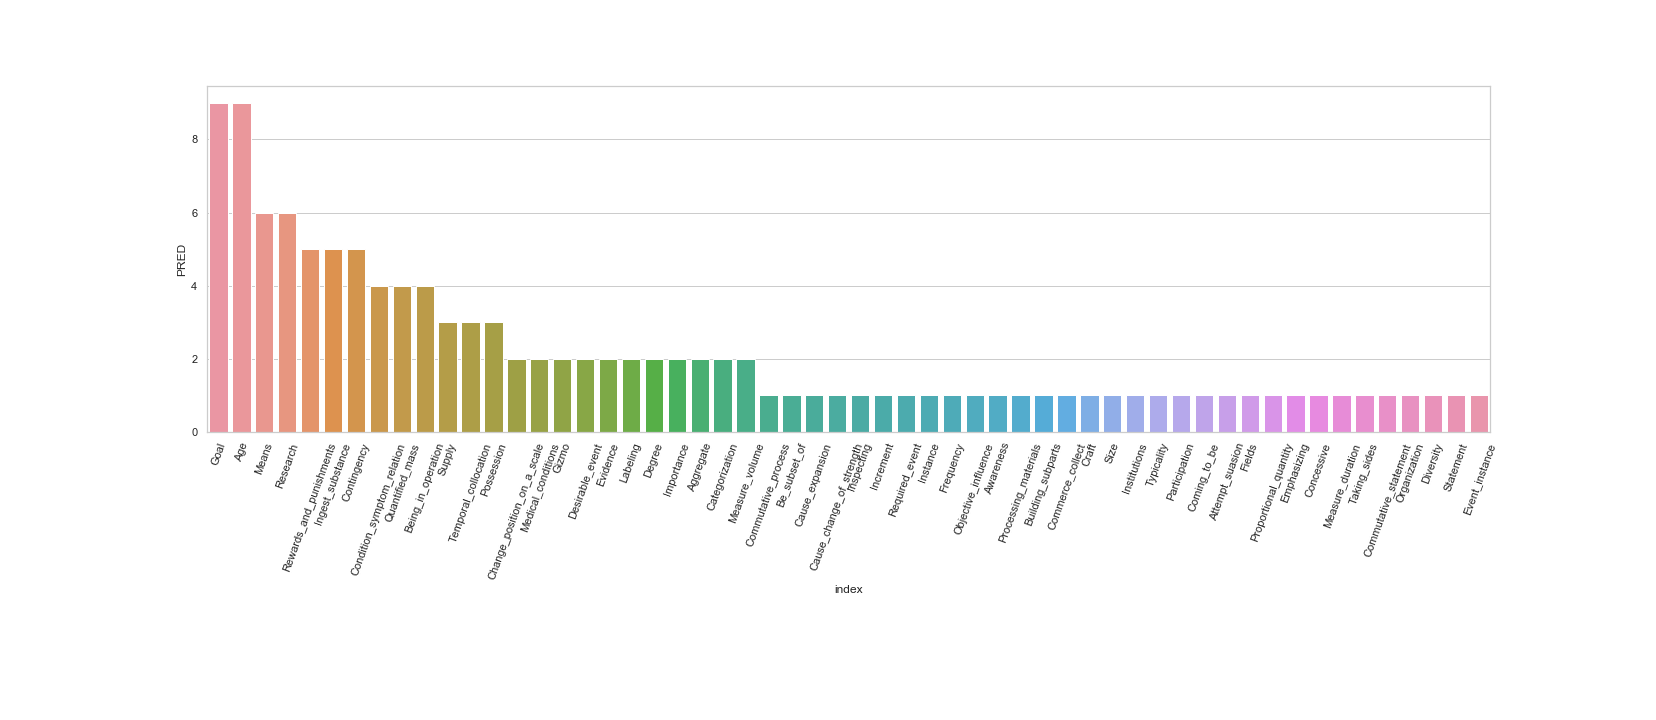 8
6
4
2
0
PRED
Goal
Age
Means
Research
Rewards_and_punishments
Ingest_substance
Contingency
Condition_symptom_relation
Quantified_mass
Being_in_operation
Supply
Temporal_collocation
Possession
Change_position_on_a_scale
Medical_conditions
Gizmo
Desirable_event
Evidence
Labeling
Degree
Importance
Aggregate
Categorization
Measure_volume
Commutative_process
Be_subset_of
Cause_expansion
Cause_change_of_strength
Inspecting
Increment
Required_event
Instance
Frequency
Objective_influence
Awareness
Processing_materials
Building_subparts
Commerce_collect
Craft
Size
Institutions
Typicality
Participation
Coming_to_be
Attempt_suasion
Fields
Proportional_quantity
Emphasizing
Concessive
Measure_duration
Taking_sides
Commutative_statement
Organization
Diversity
Statement
Event_instance
index